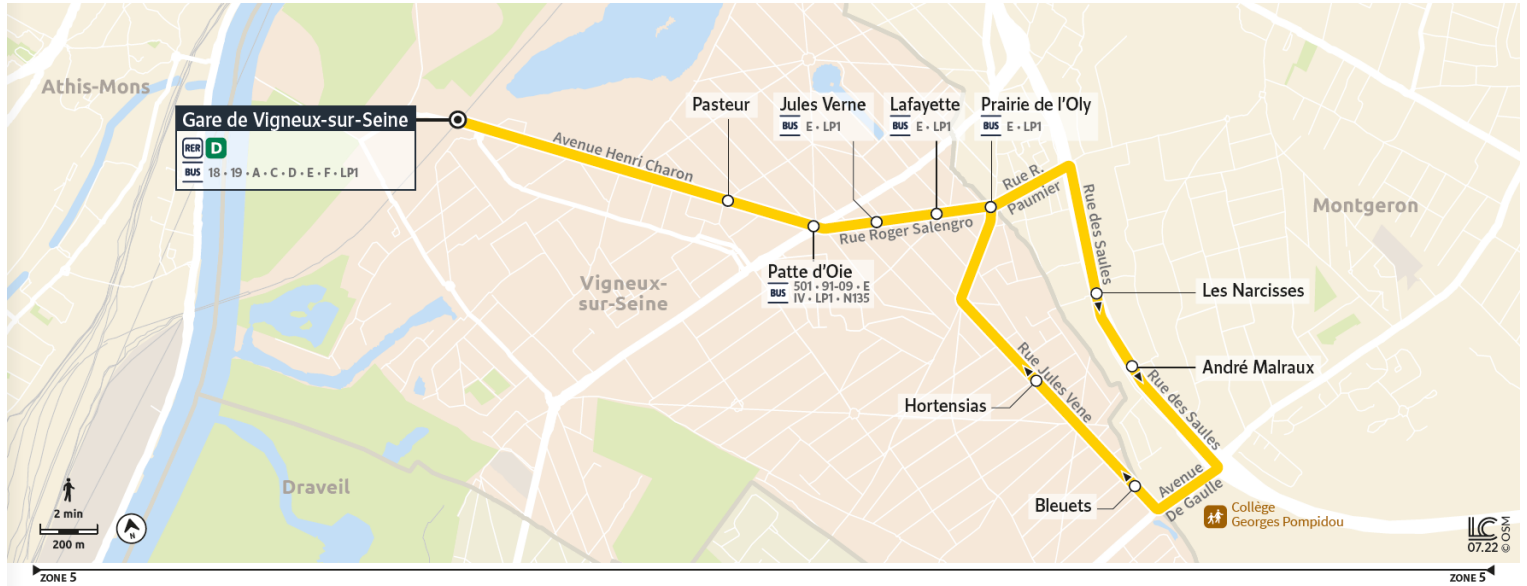 Athis-Mons
Gare de Vigneux-sur-Seine
RER D
BUS 18 • 19 • A • C • D • E • F • LP1
Avenue Henri Charon
Pasteur
Jules Verne
BUS E • LP1
Lafayette
BUS E • LP1
Prairie de l'Oly
BUS E • LP1
Rue R.
Paumier
Rue des Saules
Montgeron
Rue Roger Salengro
Patte d'Oie
BUS 501 • 91-09 • E
IV • LP1 • N135
Vigneux-
sur-Seine
Les Narcisses
André Malraux
Rue des Saules
Rue Jules Vene
Hortensias
Bleuets
Avenue
De Gaulle
Collège
Georges Pompidou
Draveil
2 min
200 m
N
LC
07.22
© OSM
ZONE 5
ZONE 5